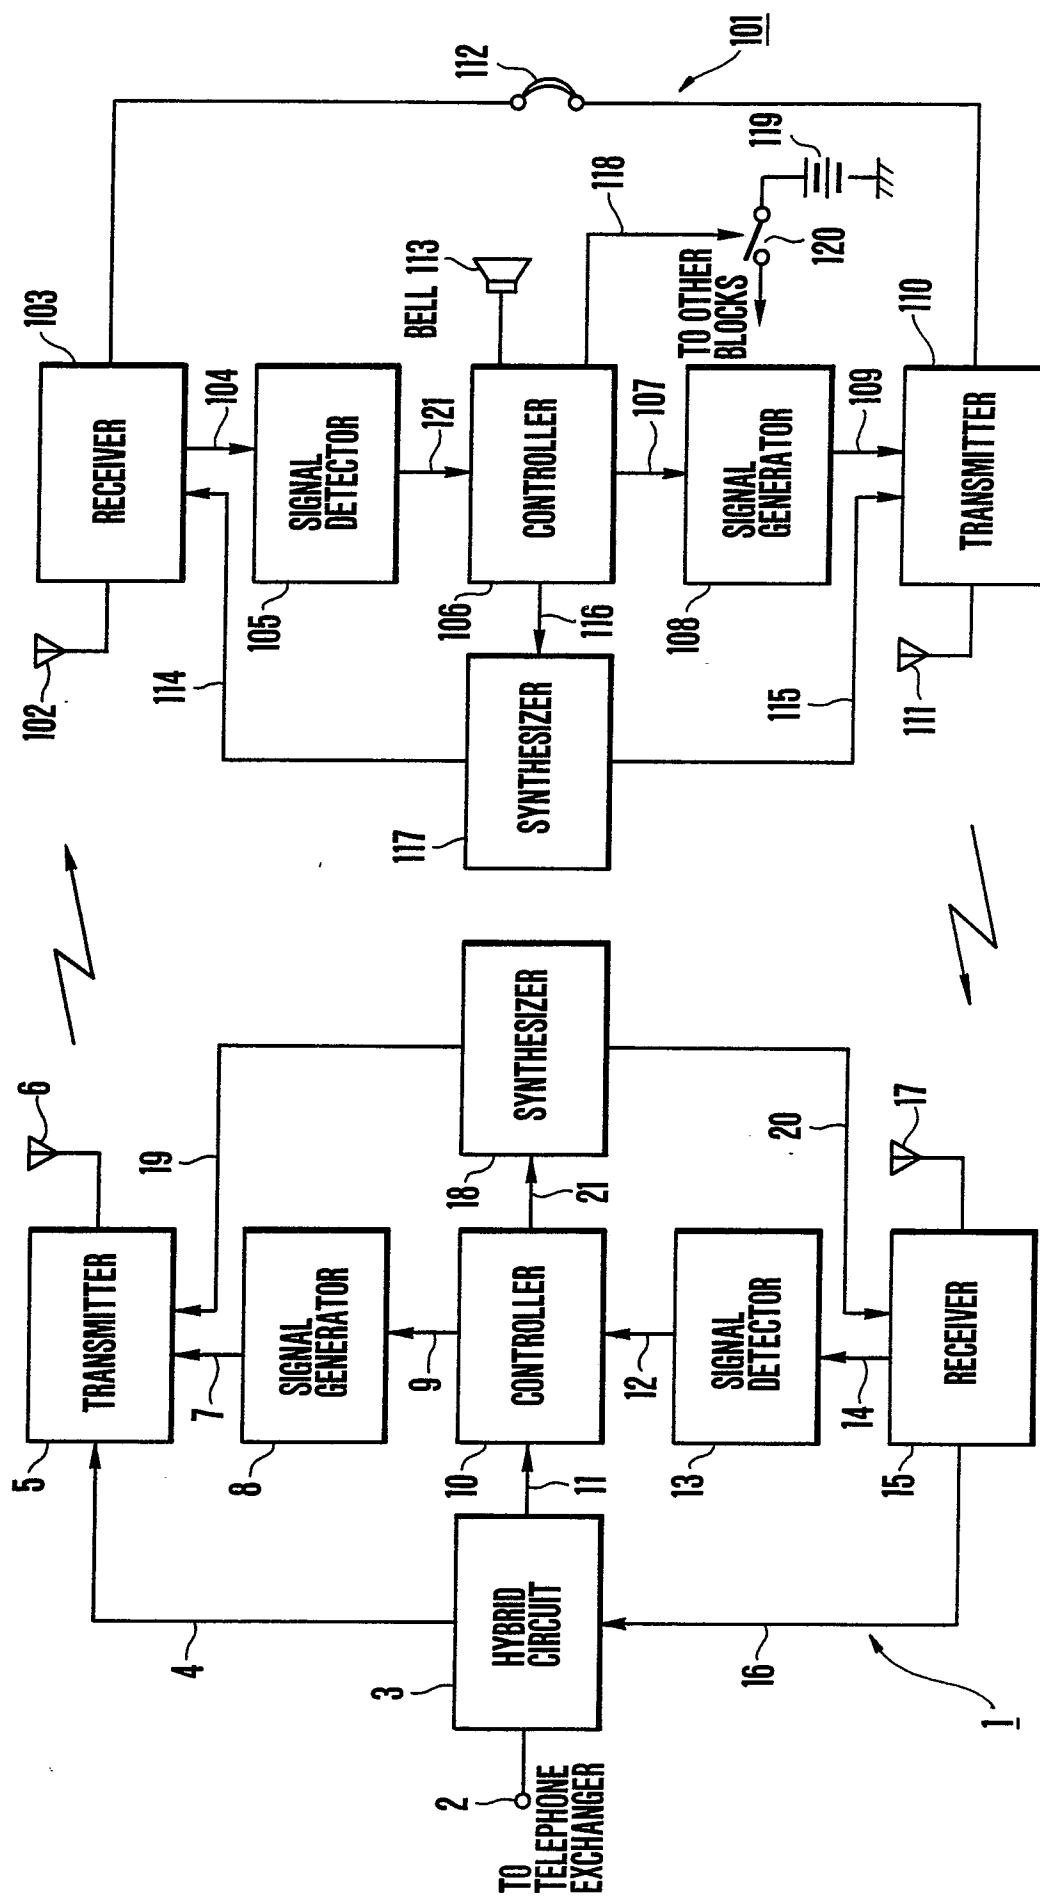 6
TRANSMITTER
5
19
7
SIGNAL
GENERATOR
8
4
9
SYNTHESIZER
18
21
CONTROLLER
10
11
HYBRID
CIRCUIT
3
2
TO
TELEPHONE
EXCHANGER
12
SIGNAL
DETECTOR
13
20
14
17
RECEIVER
15
16
1
102
RECEIVER
103
112
101
114
104
SIGNAL
DETECTOR
105
121
BELL 113
CONTROLLER
106
118
116
SYNTHESIZER
117
119
120
TO OTHER
BLOCKS
107
SIGNAL
GENERATOR
108
115
109
110
TRANSMITTER
111